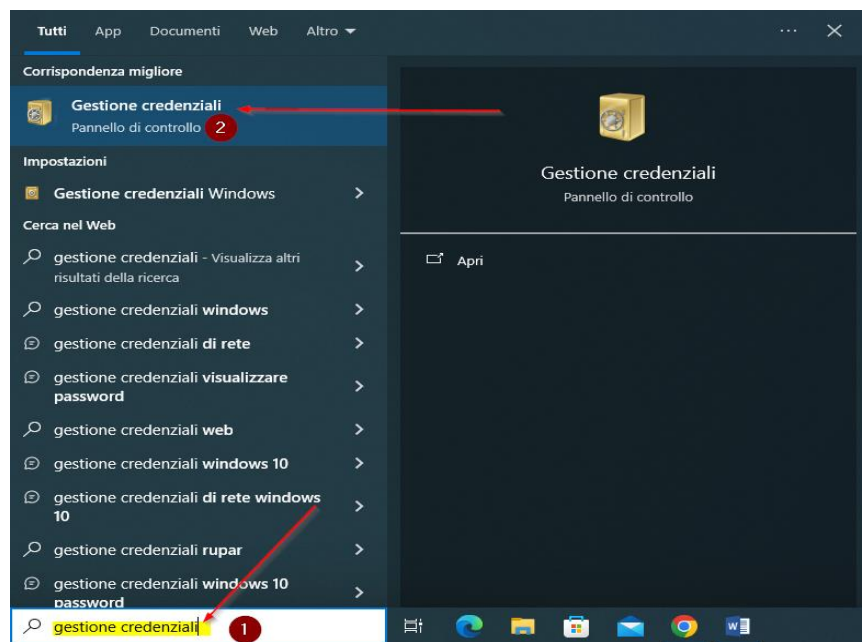 Tutti App Documenti Web Altro
Corrispondenza migliore
Gestione credenziali
Pannello di controllo 2
Impostazioni
Gestione credenziali Windows
Cerca nel Web
gestione credenziali - Visualizza altri
risultati della ricerca
gestione credenziali windows
gestione credenziali di rete
gestione credenziali visualizzare
password
gestione credenziali web
gestione credenziali windows 10
gestione credenziali di rete windows
10
gestione credenziali rupar
gestione credenziali windows 10
password
gestione credenziali 1
Gestione credenziali
Pannello di controllo
Apri
W